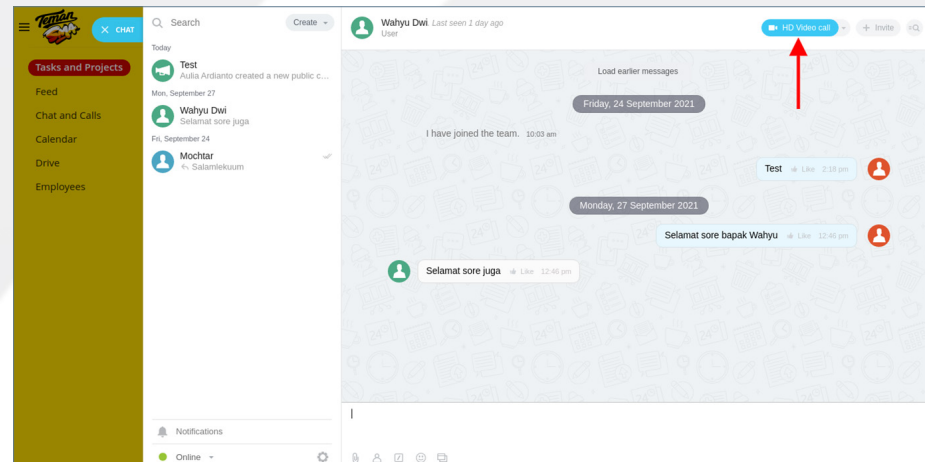 Teman
Car
CHAT
Tasks and Projects
Feed
Chat and Calls
Calendar
Drive
Employees
Search
Create
Today
Test
Aulia Ardianto created a new public c...
Mon, September 27
Wahyu Dwi
Selamat sore juga
Fri, September 24
Mochtar
Salamlekuum
Notifications
Online
Wahyu Dwi. Last seen 1 day ago
User
HD Video call
+ Invite
Load earlier messages
Friday, 24 September 2021
I have joined the team. 10:03 am
Test Like 2:18 pm
Monday, 27 September 2021
Selamat sore bapak Wahyu Like 12:46 pm
Selamat sore juga Like 12:46 pm